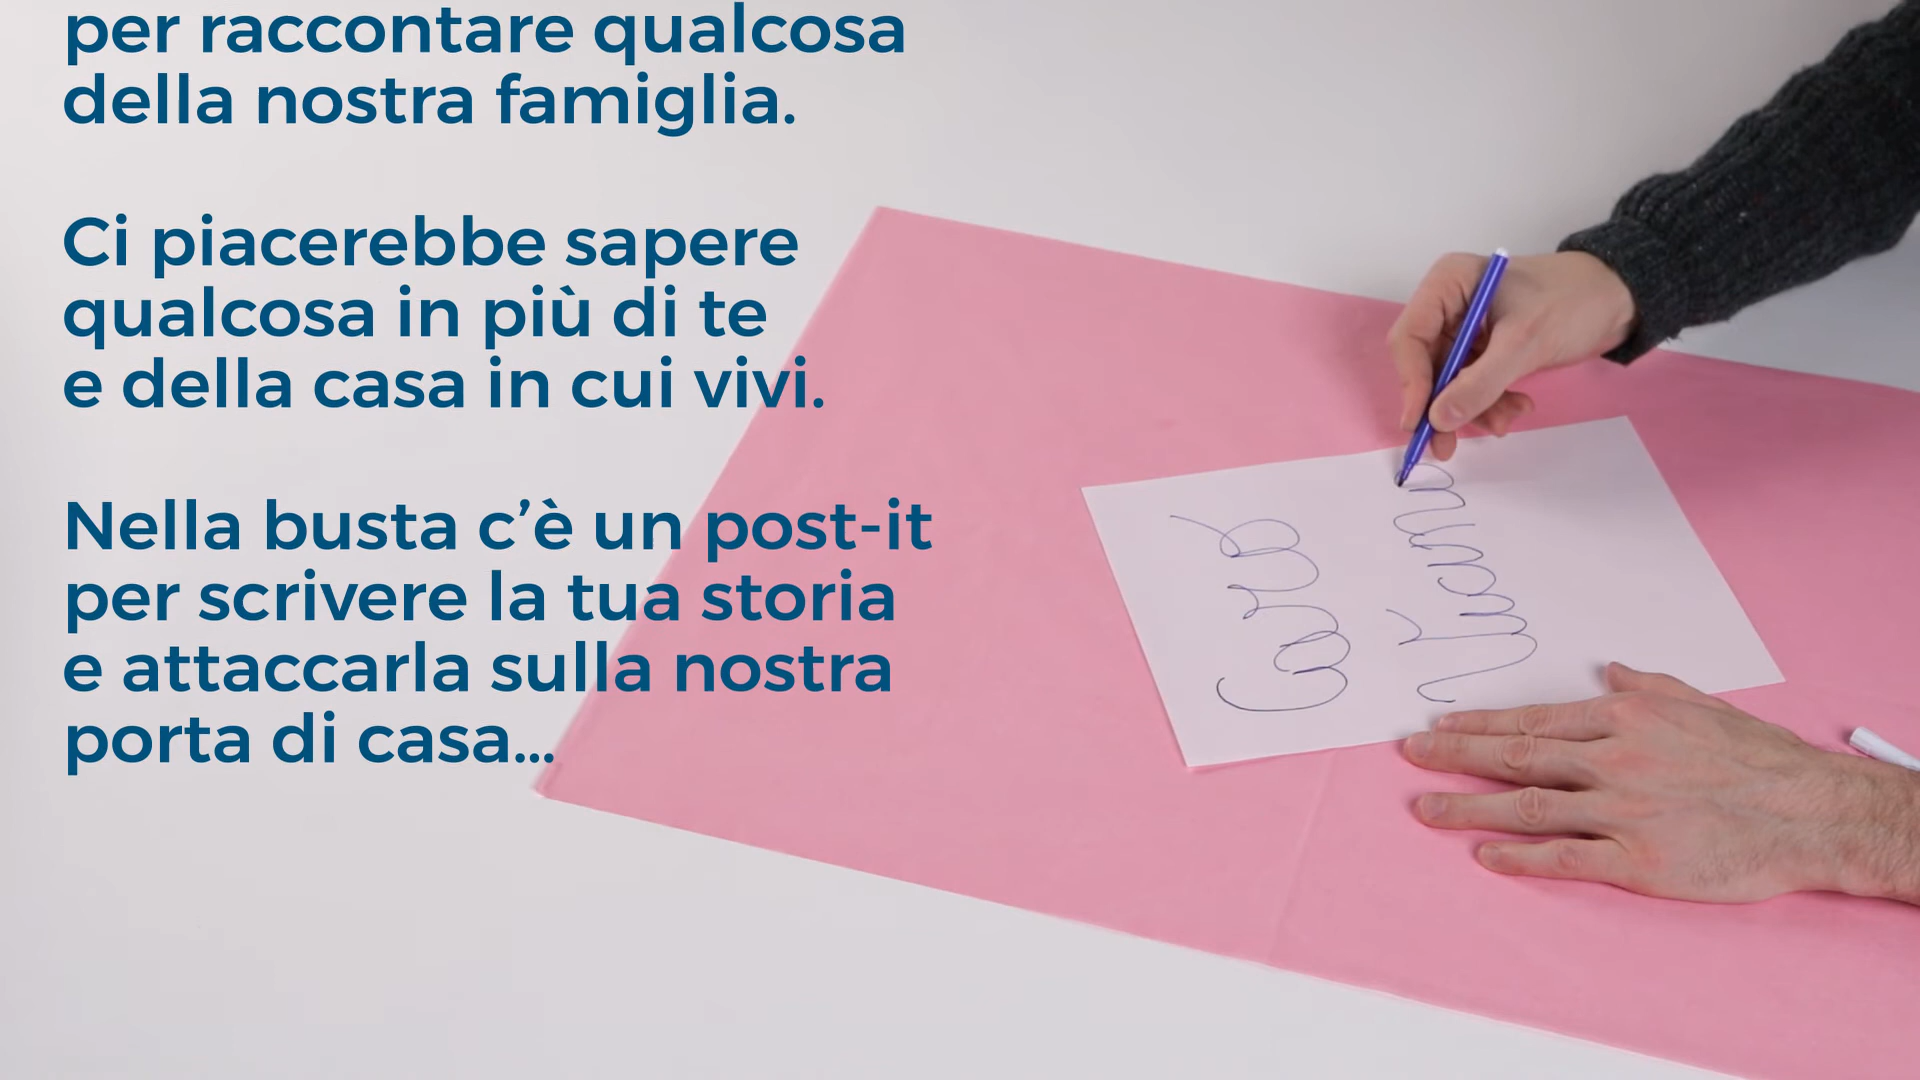 per raccontare qualcosa
della nostra famiglia.
Ci piacerebbe sapere
qualcosa in più di te
e della casa in cui vivi.
Nella busta c’è un post-it
per scrivere la tua storia
e attaccarla sulla nostra
porta di casa...
Caro